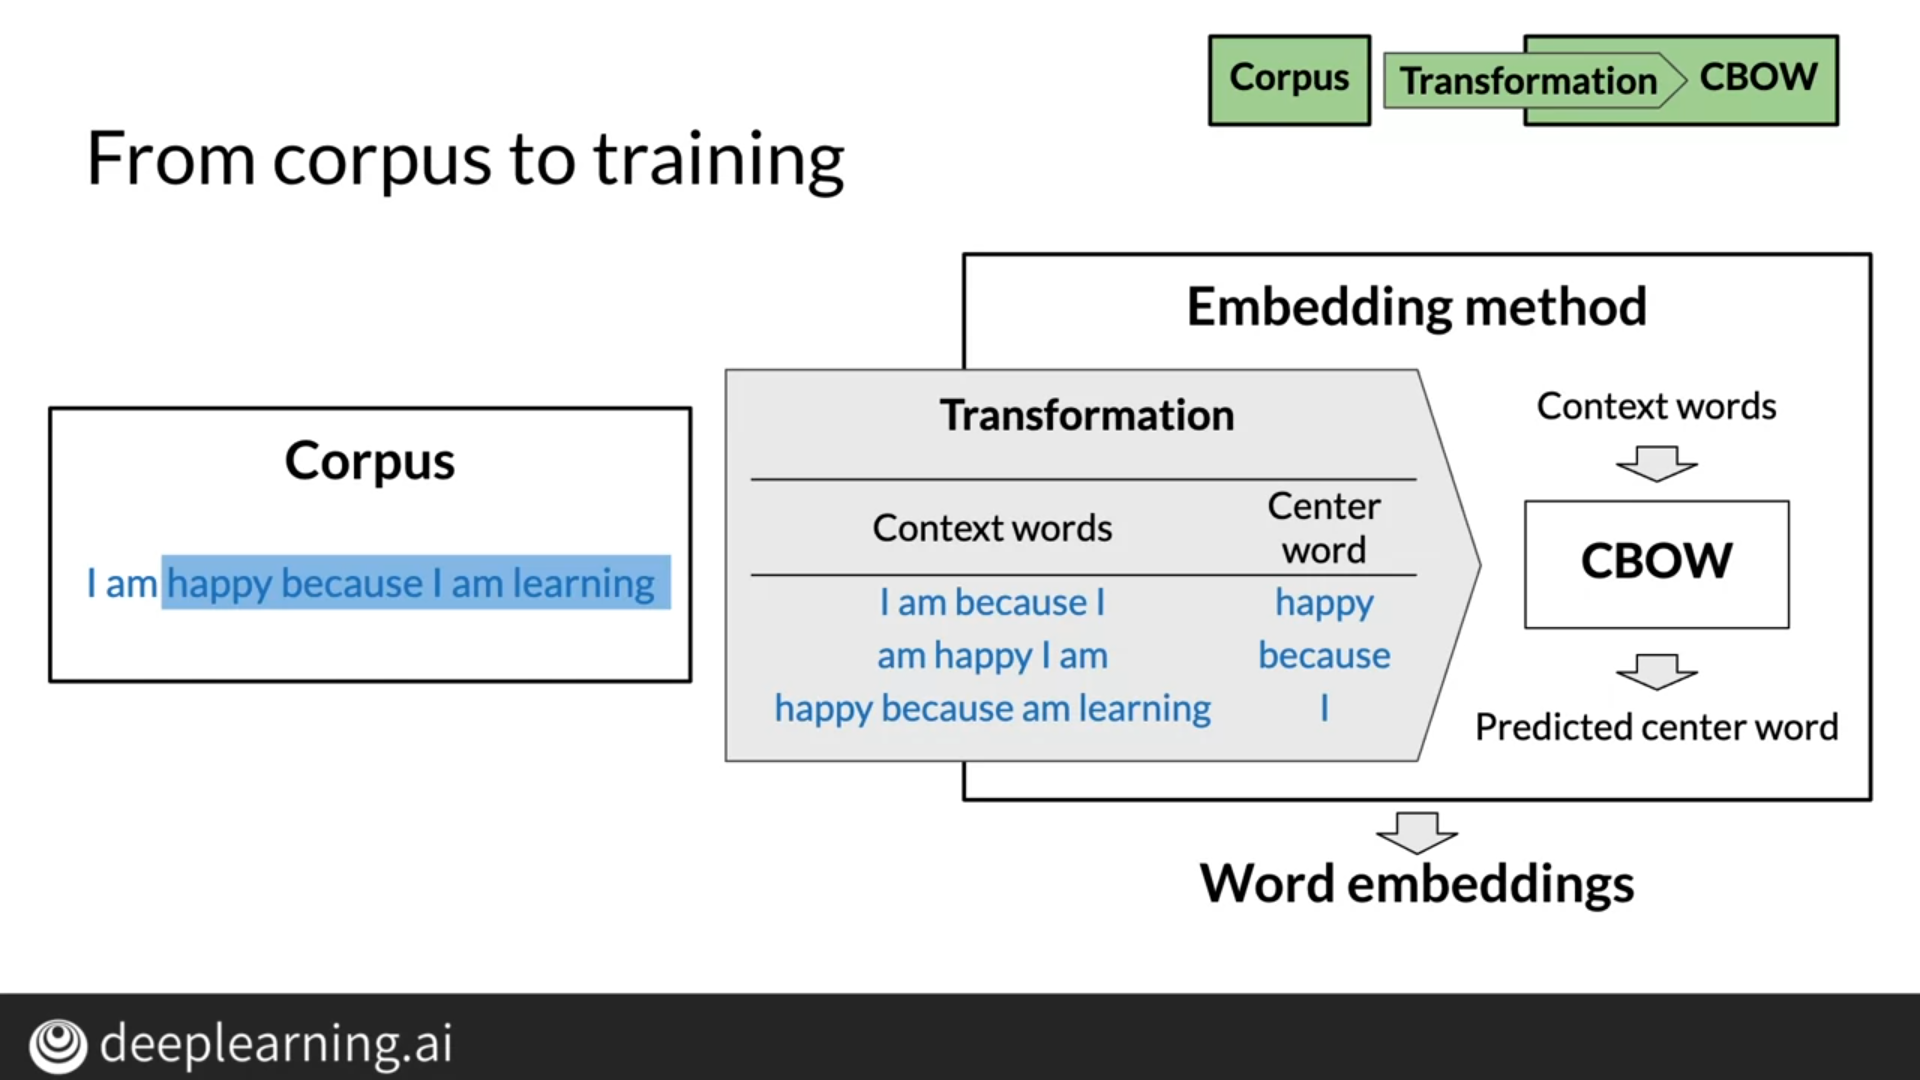 Corpus
Transformation
CBOW
From corpus to training
Corpus
I am happy because I am learning
Embedding method
Transformation
Context words
Center
word
I am because I
happy
am happy I am
because
happy because am learning
I
Context words
CBOW
Predicted center word
Word embeddings
deeplearning.ai